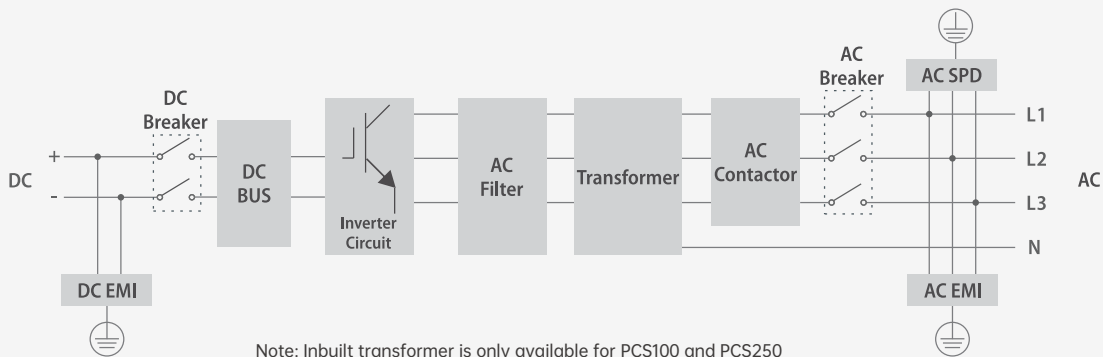 AC SPD
AC
Breaker
DC
Breaker
L1
+
DC
BUS
AC
Filter
Transformer
AC
Contactor
L2
DC
AC
-
L3
Inverter
Circuit
N
DC EMI
AC EMI
Note: Inbuilt transformer is only available for PCS100 and PCS250